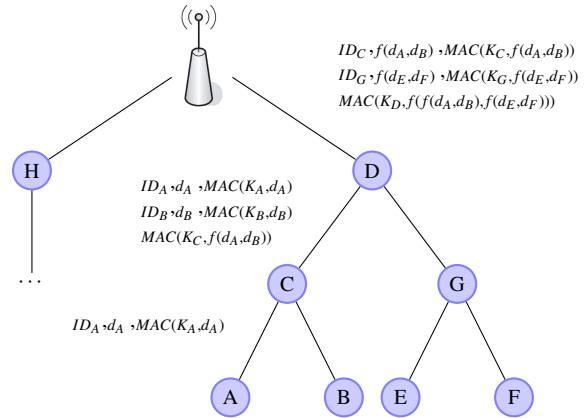 ID_C,f(d_A,d_B) ,MAC(K_C,f(d_A,d_B))
ID_G,f(d_E,d_F) ,MAC(K_G,f(d_E,d_F))
MAC(K_D,f(f(d_A,d_B),f(d_E,d_F)))
H
D
ID_A,d_A ,MAC(K_A,d_A)
ID_B,d_B ,MAC(K_B,d_B)
MAC(K_C,f(d_A,d_B))
...
C
G
ID_A,d_A ,MAC(K_A,d_A)
A
B
E
F